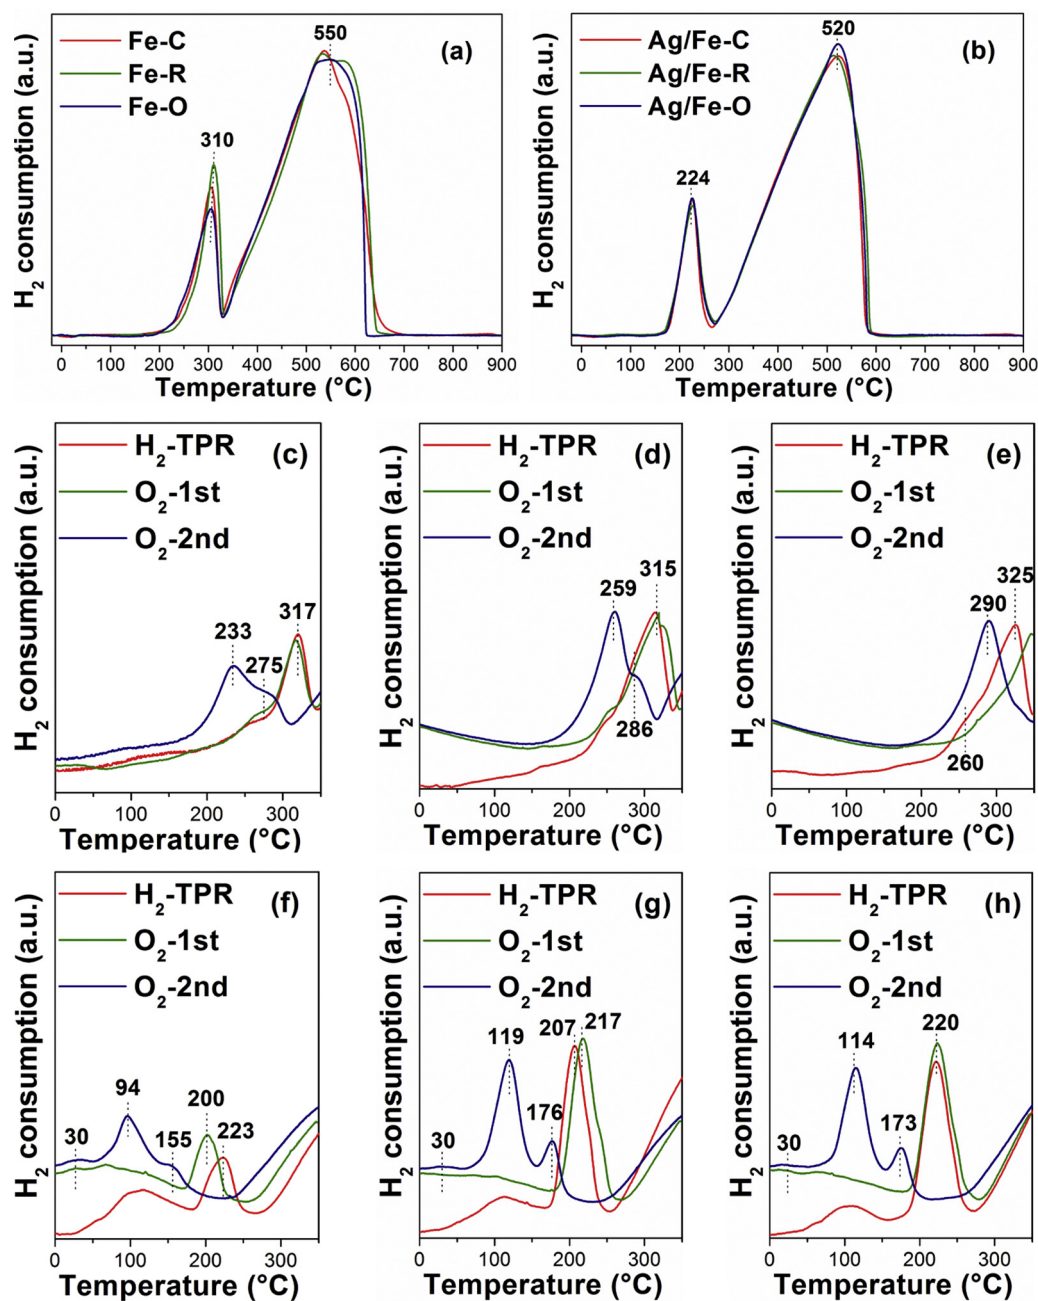 H2 consumption (a.u.)
Fe-C
Fe-R
Fe-O
550
(a)
310
0 100 200 300 400 500 600 700 800 900
Temperature (°C)
H2 consumption (a.u.)
Ag/Fe-C
Ag/Fe-R
Ag/Fe-O
520
(b)
224
0 100 200 300 400 500 600 700 800 900
Temperature (°C)
H2 consumption (a.u.)
H2-TPR
O2-1st
O2-2nd
(c)
233
275
317
0 100 200 300
Temperature (°C)
H2 consumption (a.u.)
H2-TPR
O2-1st
O2-2nd
(d)
259
315
286
0 100 200 300
Temperature (°C)
H2 consumption (a.u.)
H2-TPR
O2-1st
O2-2nd
(e)
290
325
260
0 100 200 300
Temperature (°C)
H2 consumption (a.u.)
H2-TPR
O2-1st
O2-2nd
(f)
30
94
155
200
223
0 100 200 300
Temperature (°C)
H2 consumption (a.u.)
H2-TPR
O2-1st
O2-2nd
(g)
30
119
176
207
217
0 100 200 300
Temperature (°C)
H2 consumption (a.u.)
H2-TPR
O2-1st
O2-2nd
(h)
30
114
173
220
0 100 200 300
Temperature (°C)